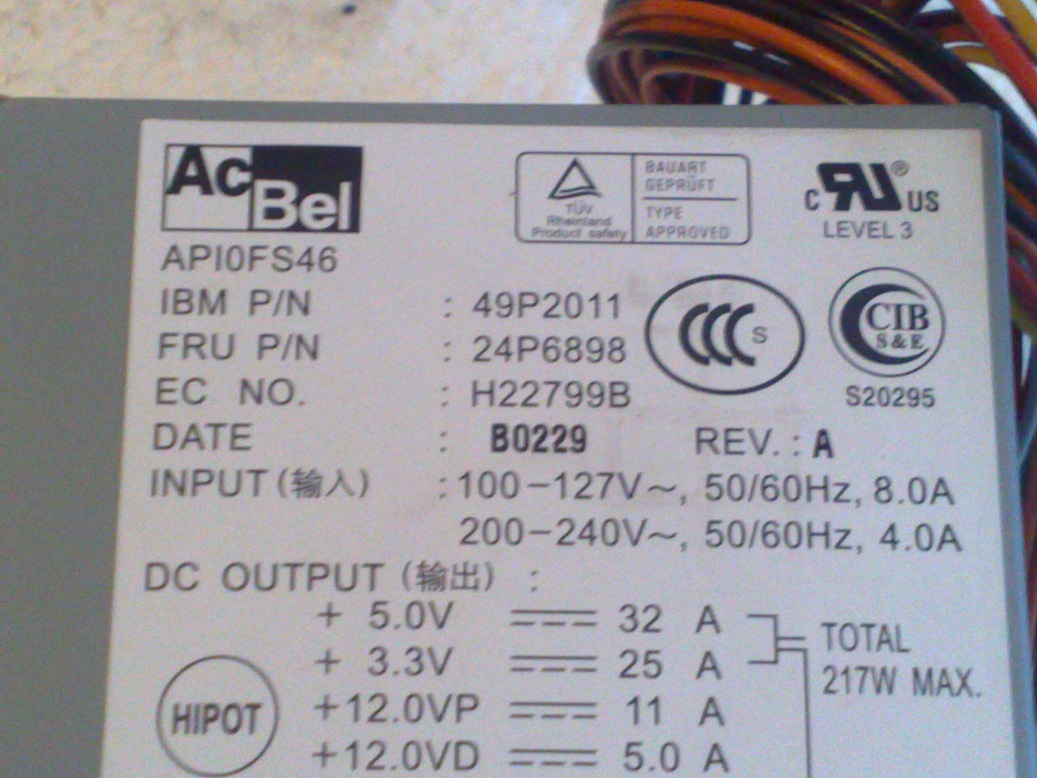 AcBel
API0FS46
TÜV
Rheinland
Product safety
BAUART
GEPRÜFT
TYPE
APPROVED
C RU ® US
LEVEL 3
IBM P/N : 49P2011
FRU P/N : 24P6898
CCC S
CIB
S&E
S20295
EC NO. : H22799B
DATE : B0229 REV. : A
INPUT (输入) : 100-127V~, 50/60Hz, 8.0A
200-240V~, 50/60Hz, 4.0A
DC OUTPUT (输出) :
+ 5.0V 32 A
+ 3.3V 25 A
TOTAL
217W MAX.
+12.0VP 11 A
+12.0VD 5.0 A
HIPOT